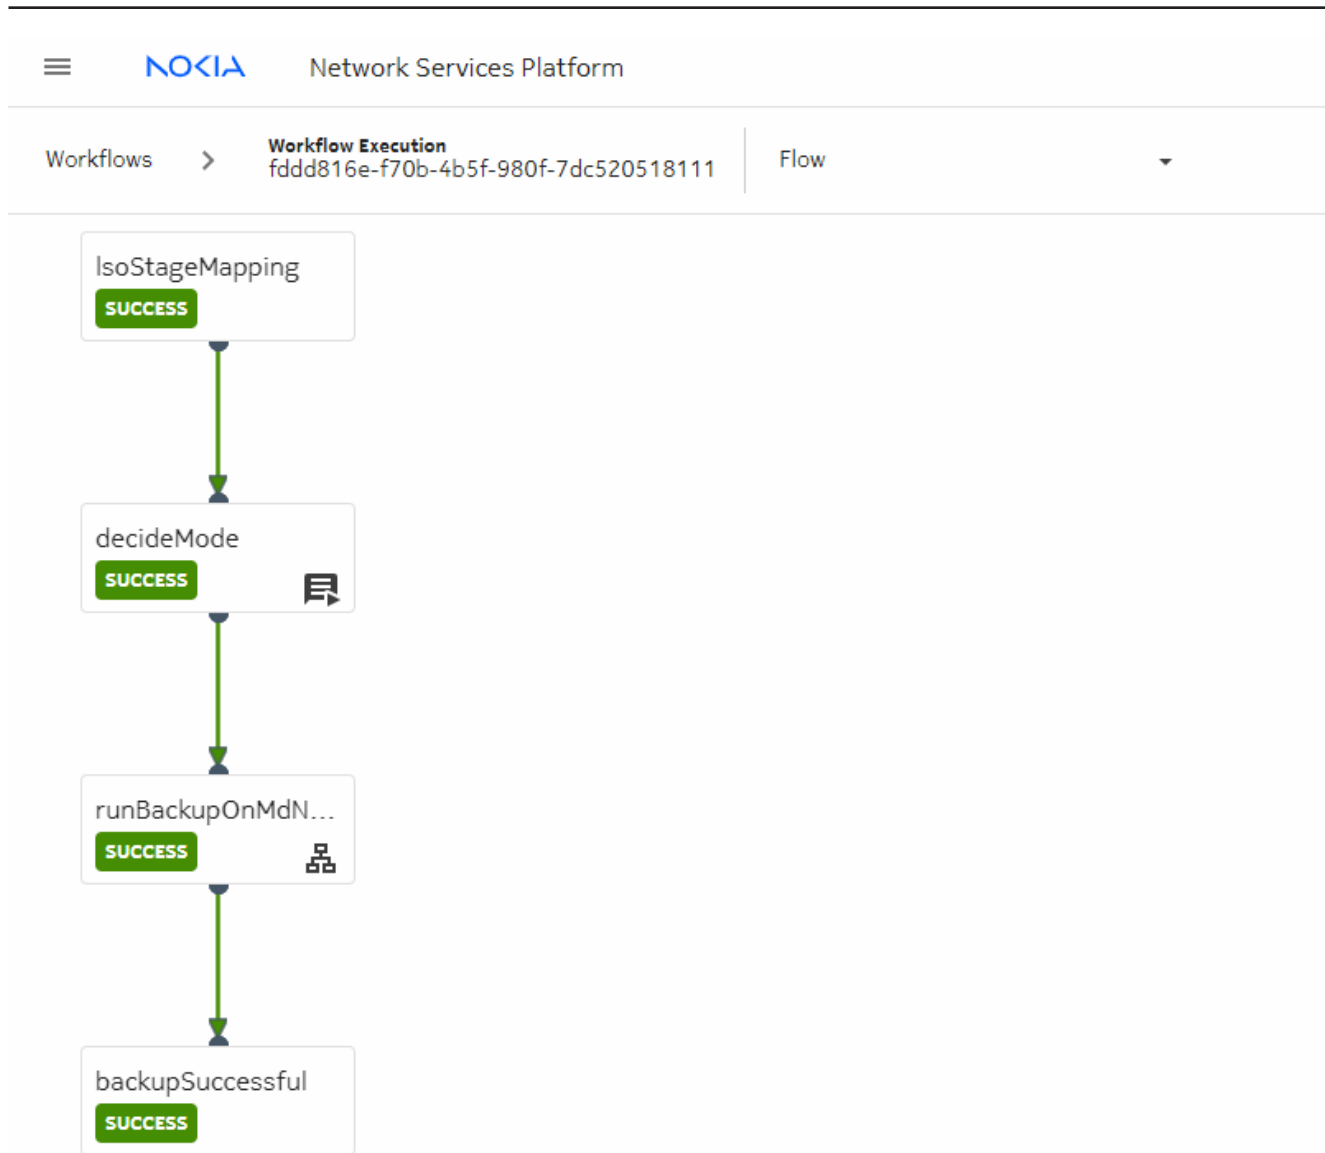 NOKIA Network Services Platform
Workflows
Workflow Execution
fddd816e-f70b-4b5f-980f-7dc520518111
Flow
lsoStageMapping
SUCCESS
decideMode
SUCCESS
runBackupOnMdN...
SUCCESS
backupSuccessful
SUCCESS